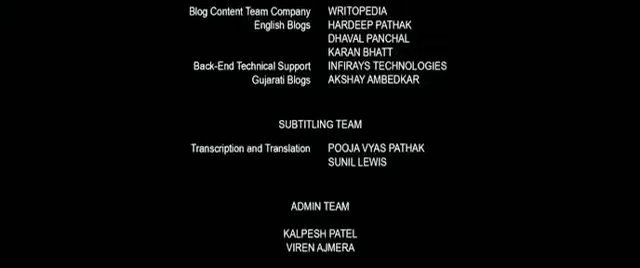 Blog Content Team Company WRITOPEDIA
English Blogs HARDEEP PATHAK
DHAVAL PANCHAL
KARAN BHATT
Back-End Technical Support INFIRAYS TECHNOLOGIES
Gujarati Blogs AKSHAY AMBEDKAR
SUBTITLING TEAM
Transcription and Translation POOJA VYAS PATHAK
SUNIL LEWIS
ADMIN TEAM
KALPESH PATEL
VIREN AJMERA